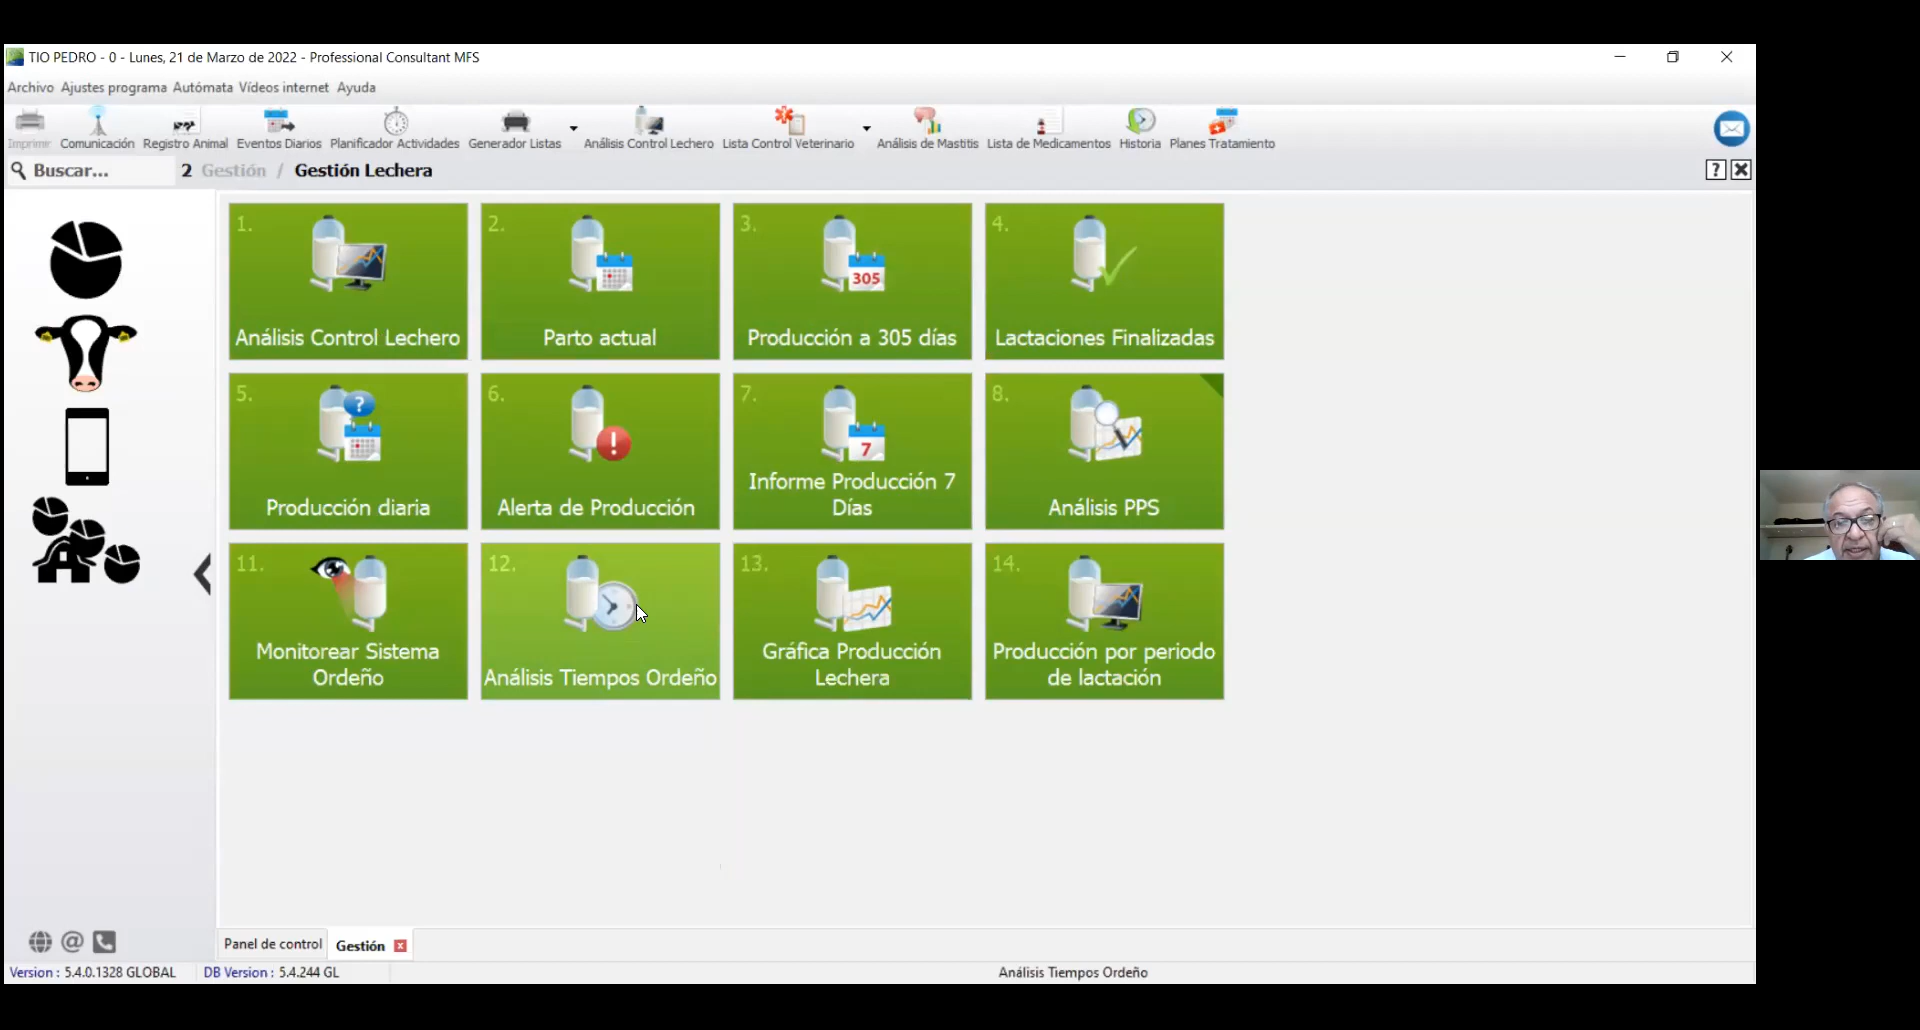 TIO PEDRO - 0 - Lunes, 21 de Marzo de 2022 - Professional Consultant MFS
Archivo Ajustes programa Autómata Vídeos internet Ayuda
Imprimir Comunicación Registro Animal Eventos Diarios Planificador Actividades Generador Listas Análisis Control Lechero Lista Control Veterinario Análisis de Mastitis Lista de Medicamentos Historia Planes Tratamiento
Buscar... 2 Gestión / Gestión Lechera
1. 2. 3. 4.
305
Análisis Control Lechero Parto actual Producción a 305 días Lactaciones Finalizadas
5. 6. 7. 8.
? ! 7
Producción diaria Alerta de Producción Informe Producción 7
Días Análisis PPS
11. 12. 13. 14.
Monitorear Sistema
Ordeño
Análisis Tiempos Ordeño
Gráfica Producción
Lechera
Producción por periodo
de lactación
Panel de control Gestión
Version : 5.4.0.1328 GLOBAL DB Version : 5.4.244 GL Análisis Tiempos Ordeño